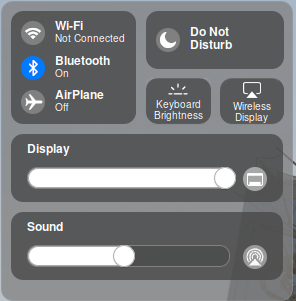 Wi-Fi
Not Connected
Bluetooth
On
AirPlane
Off
Do Not
Disturb
Keyboard
Brightness
Wireless
Display
Display
Sound